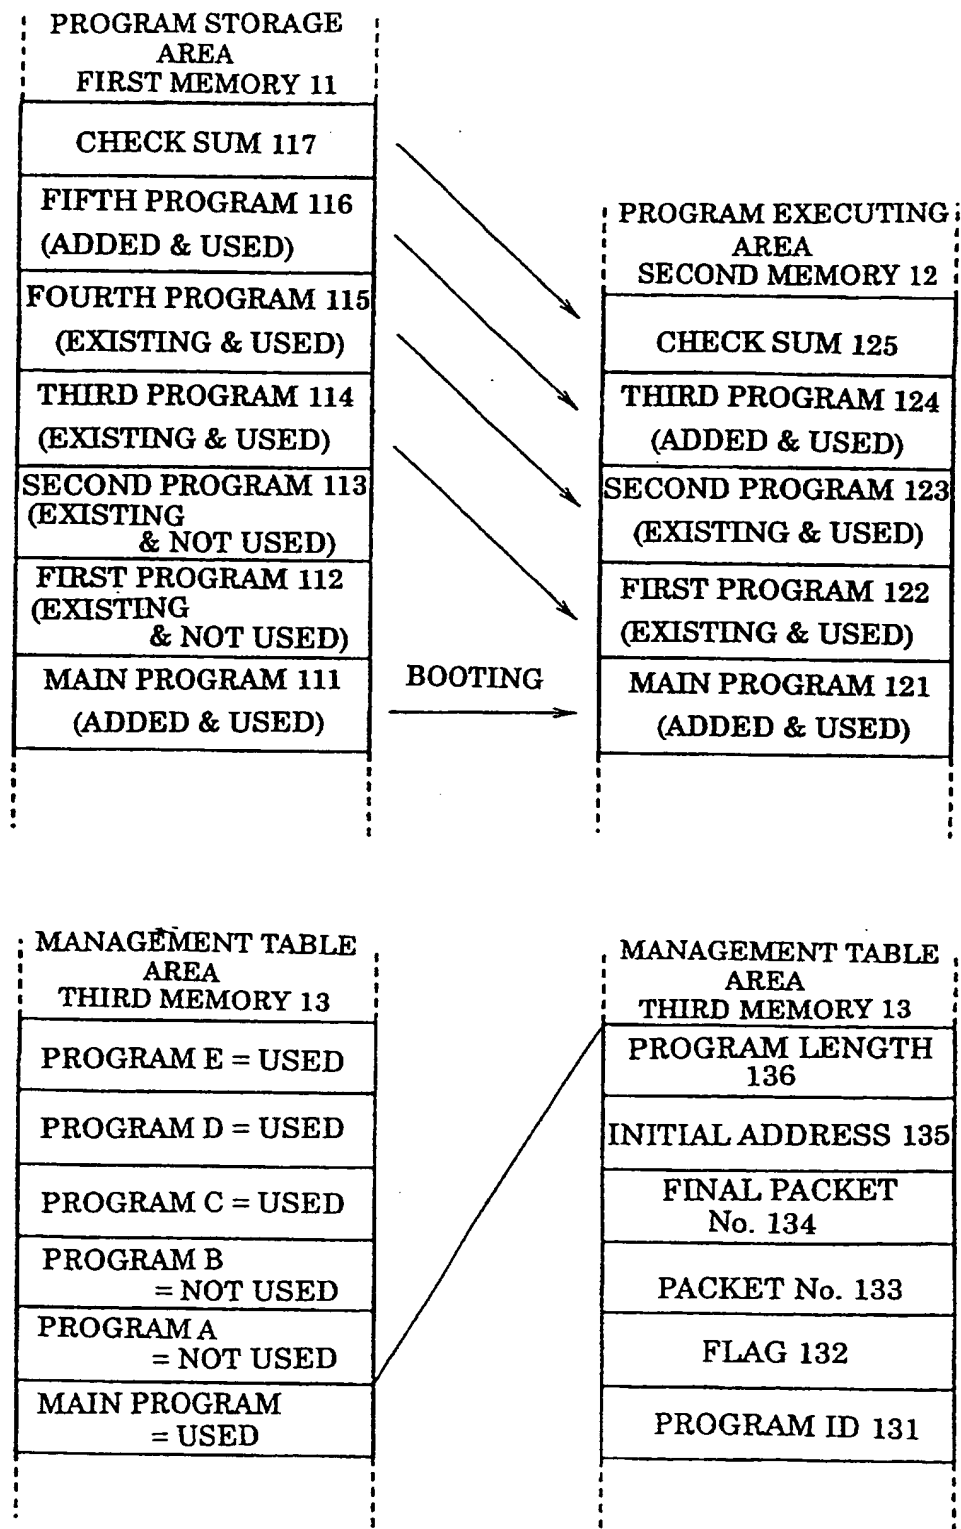 PROGRAM STORAGE
AREA
FIRST MEMORY 11
CHECK SUM 117
FIFTH PROGRAM 116
(ADDED & USED)
FOURTH PROGRAM 115
(EXISTING & USED)
THIRD PROGRAM 114
(EXISTING & USED)
SECOND PROGRAM 113
(EXISTING
& NOT USED)
FIRST PROGRAM 112
(EXISTING
& NOT USED)
MAIN PROGRAM 111
(ADDED & USED)
BOOTING
PROGRAM EXECUTING
AREA
SECOND MEMORY 12
CHECK SUM 125
THIRD PROGRAM 124
(ADDED & USED)
SECOND PROGRAM 123
(EXISTING & USED)
FIRST PROGRAM 122
(EXISTING & USED)
MAIN PROGRAM 121
(ADDED & USED)
MANAGEMENT TABLE
AREA
THIRD MEMORY 13
PROGRAM E = USED
PROGRAM D = USED
PROGRAM C = USED
PROGRAM B
= NOT USED
PROGRAM A
= NOT USED
MAIN PROGRAM
= USED
MANAGEMENT TABLE
AREA
THIRD MEMORY 13
PROGRAM LENGTH
136
INITIAL ADDRESS 135
FINAL PACKET
No. 134
PACKET No. 133
FLAG 132
PROGRAM ID 131